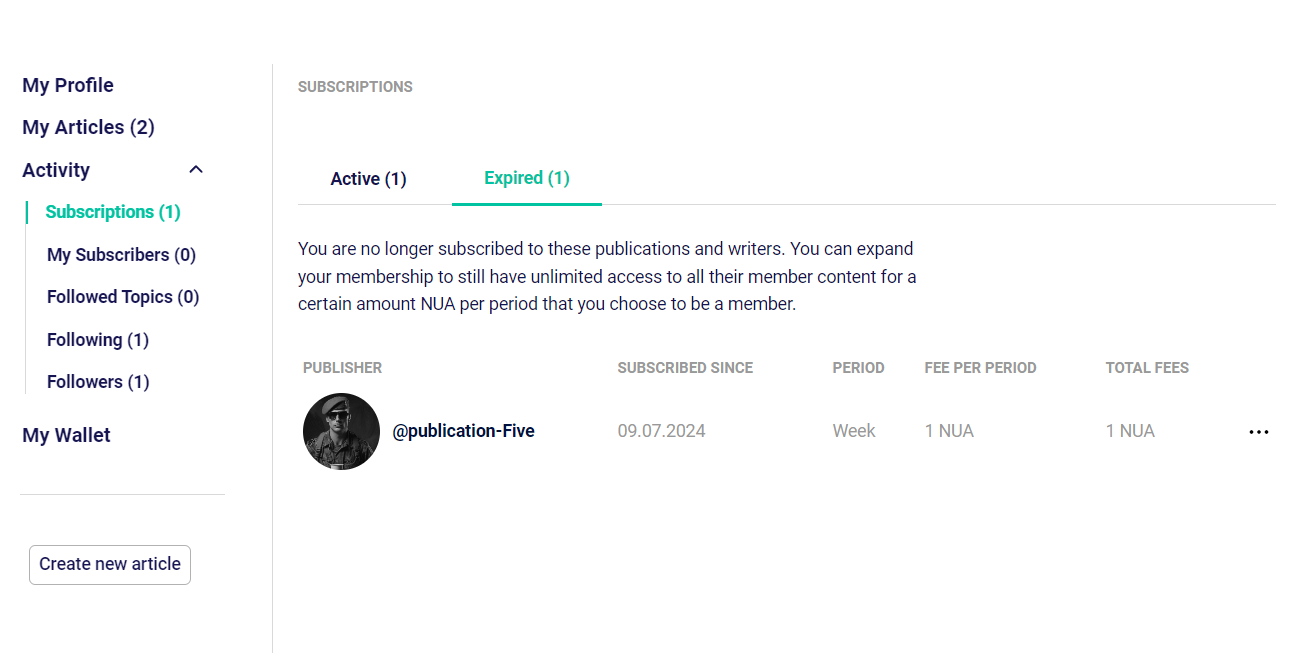 My Profile
My Articles (2)
Activity
Subscriptions (1)
My Subscribers (0)
Followed Topics (0)
Following (1)
Followers (1)
My Wallet
Create new article
SUBSCRIPTIONS
Active (1)
Expired (1)
You are no longer subscribed to these publications and writers. You can expand
your membership to still have unlimited access to all their member content for a
certain amount NUA per period that you choose to be a member.
PUBLISHER SUBSCRIBED SINCE PERIOD FEE PER PERIOD TOTAL FEES
@publication-Five 09.07.2024 Week 1 NUA 1 NUA